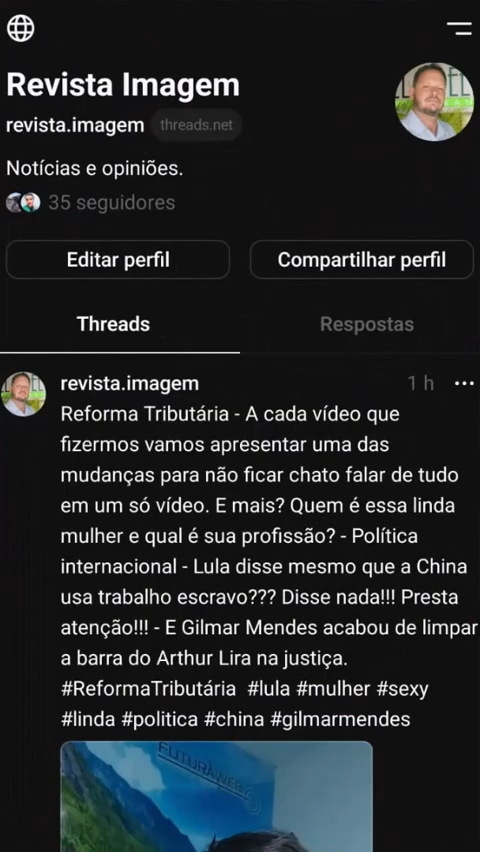 Revista Imagem
revista.imagem threads.net
Notícias e opiniões.
35 seguidores
Editar perfil
Compartilhar perfil
Threads
Respostas
revista.imagem 1 h
Reforma Tributária - A cada vídeo que
fizermos vamos apresentar uma das
mudanças para não ficar chato falar de tudo
em um só vídeo. E mais? Quem é essa linda
mulher e qual é sua profissão? - Política
internacional - Lula disse mesmo que a China
usa trabalho escravo??? Disse nada!!! Presta
atenção!!! - E Gilmar Mendes acabou de limpar
a barra do Arthur Lira na justiça.
#ReformaTributária #lula #mulher #sexy
#linda #politica #china #gilmarmendes
FUTURAWEB